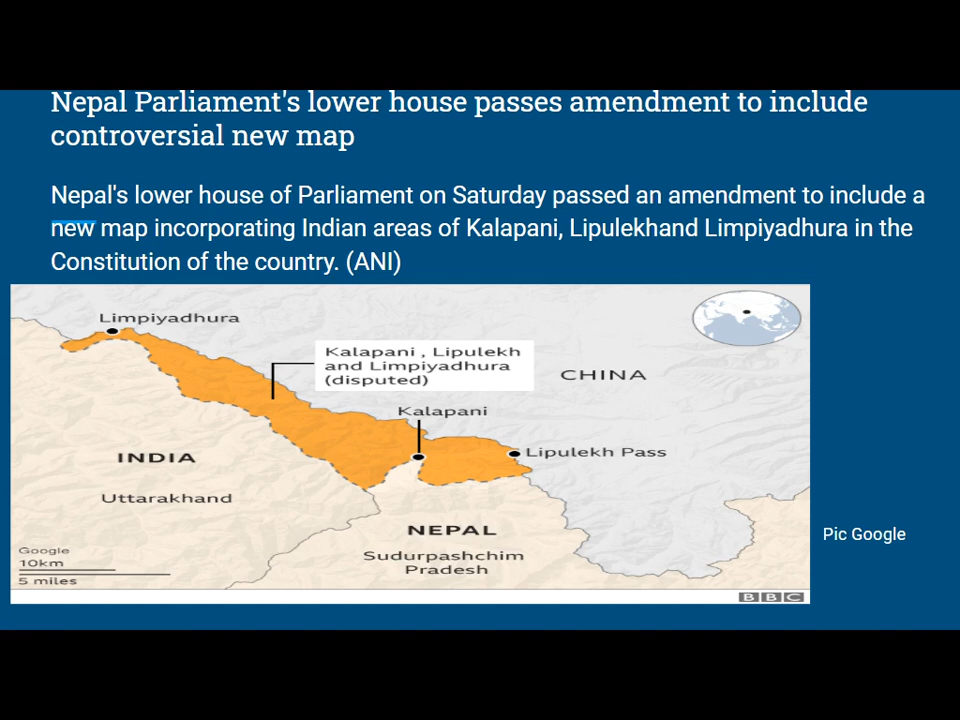 Nepal Parliament's lower house passes amendment to include
controversial new map
Nepal's lower house of Parliament on Saturday passed an amendment to include a
new map incorporating Indian areas of Kalapani, Lipulekhand Limpiyadhura in the
Constitution of the country. (ANI)
Limpiyadhura
Kalapani , Lipulekh
and Limpiyadhura
(disputed)
CHINA
Kalapani
Lipulekh Pass
INDIA
Uttarakhand
NEPAL
Sudurpashchim
Pradesh
Google
10km
5 miles
Pic Google
BBC